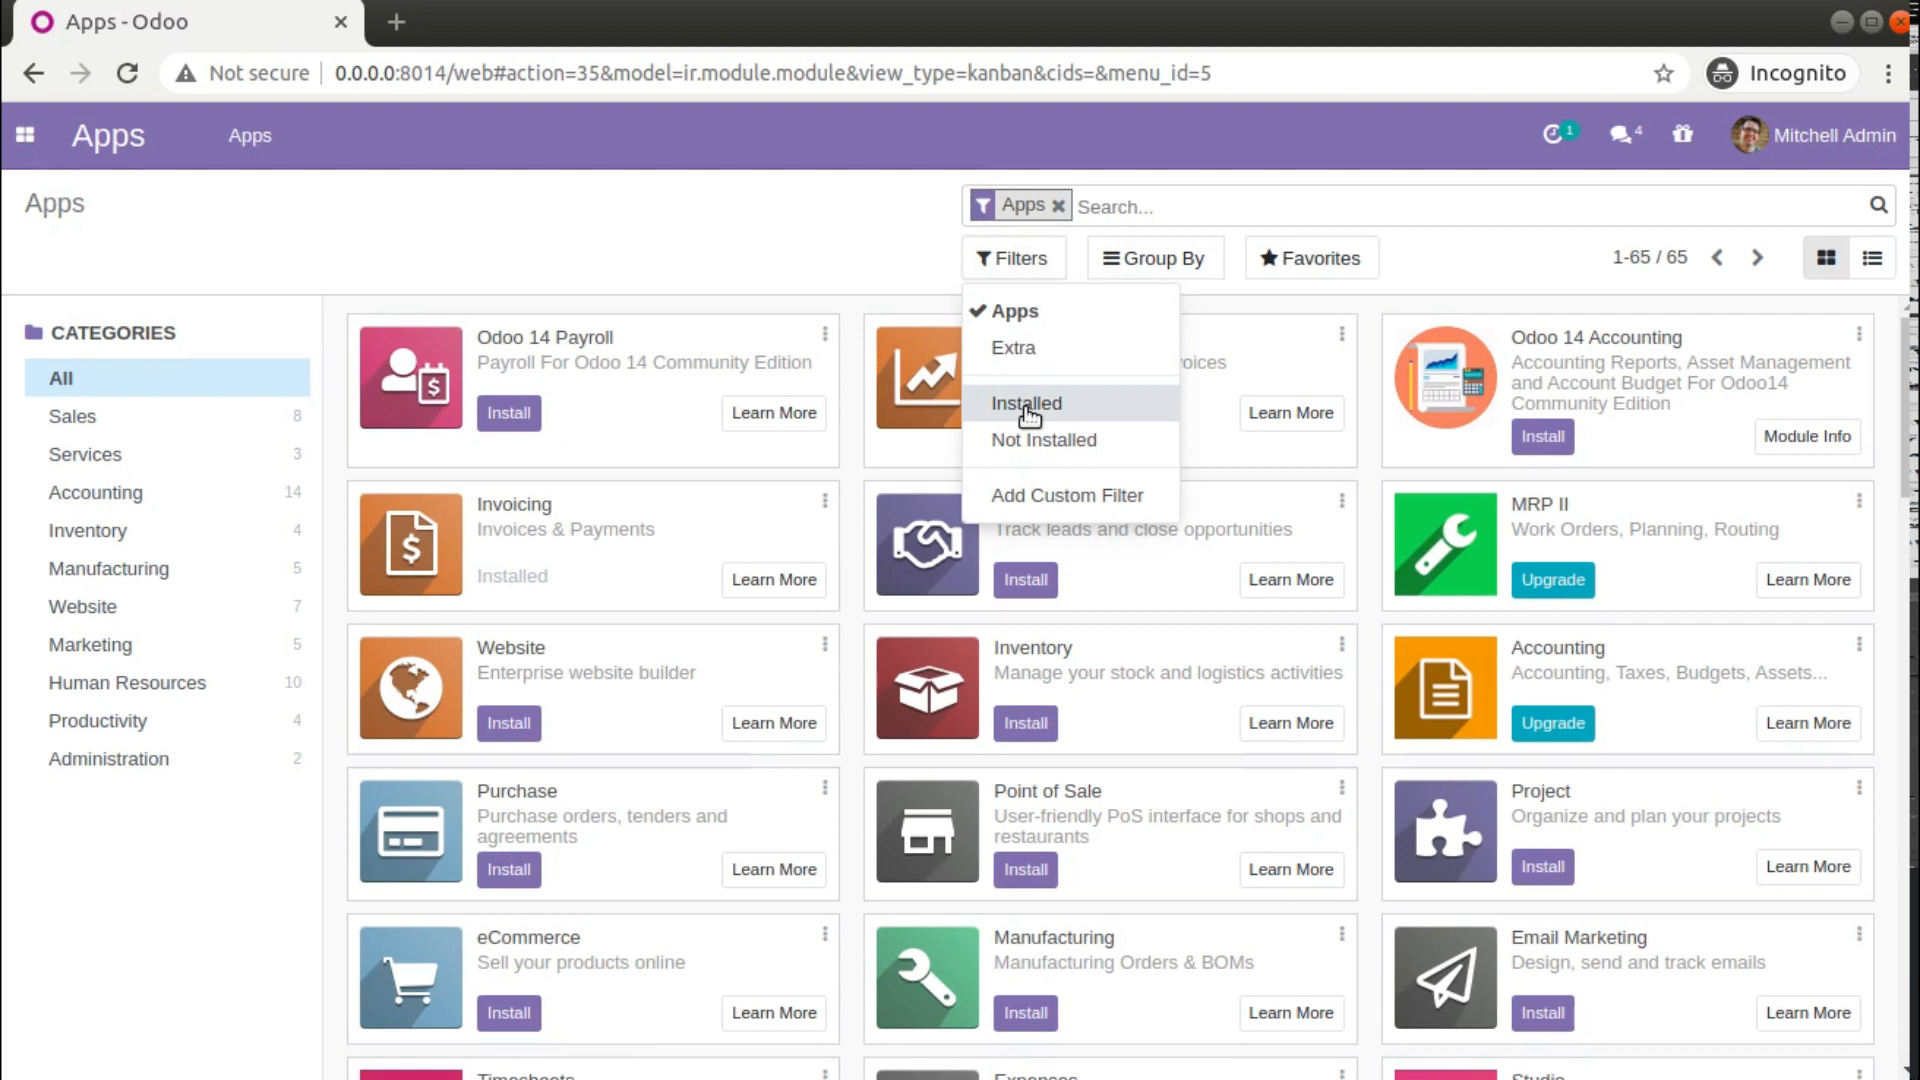 Apps - Odoo
Not secure
0.0.0.0:8014/web#action=35&model=ir.module.module&view_type=kanban&cids=&menu_id=5
Incognito
Apps
Apps
1
4
Mitchell Admin
Apps
Apps
Search...
Filters
Group By
Favorites
1-65 / 65
Apps
Extra
Installed
Not Installed
Add Custom Filter
CATEGORIES
All
Sales 8
Services 3
Accounting 14
Inventory 4
Manufacturing 5
Website 7
Marketing 5
Human Resources 10
Productivity 4
Administration 2
Odoo 14 Payroll
Payroll For Odoo 14 Community Edition
Install
Learn More
Learn More
Odoo 14 Accounting
Accounting Reports, Asset Management
and Account Budget For Odoo14
Community Edition
Install
Module Info
Invoicing
Invoices & Payments
Installed
Learn More
Track leads and close opportunities
Install
Learn More
MRP II
Work Orders, Planning, Routing
Upgrade
Learn More
Website
Enterprise website builder
Install
Learn More
Inventory
Manage your stock and logistics activities
Install
Learn More
Accounting
Accounting, Taxes, Budgets, Assets...
Upgrade
Learn More
Purchase
Purchase orders, tenders and
agreements
Install
Learn More
Point of Sale
User-friendly PoS interface for shops and
restaurants
Install
Learn More
Project
Organize and plan your projects
Install
Learn More
eCommerce
Sell your products online
Install
Learn More
Manufacturing
Manufacturing Orders & BOMs
Install
Learn More
Email Marketing
Design, send and track emails
Install
Learn More
Timesheets
Expenses
Studio